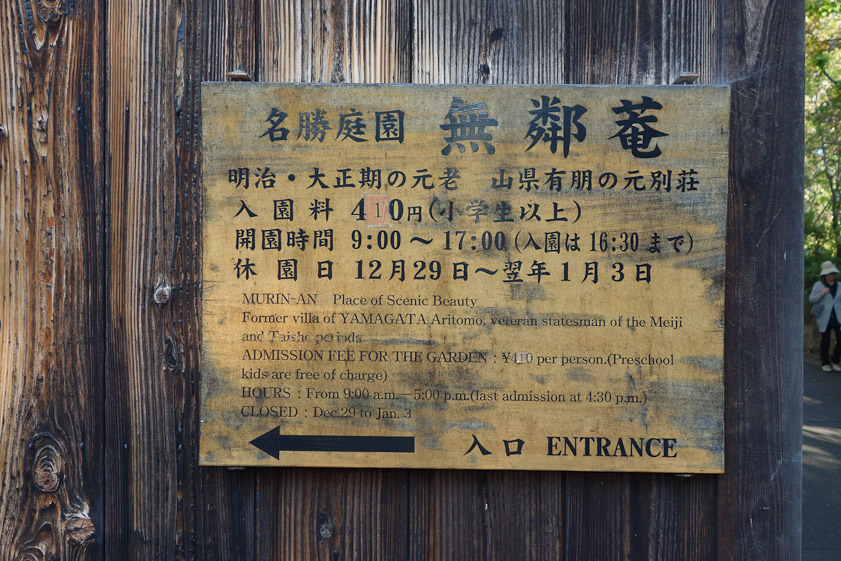 名勝庭園 無鄰菴
明治・大正期の元老 山県有朋の元別荘
入園料 410円(小学生以上)
開園時間 9:00～17:00(入園は16:30まで)
休園日 12月29日～翌年1月3日
MURIN-AN Place of Scenic Beauty
Former villa of YAMAGATA Aritomo, veteran statesman of the Meiji
and Taisho periods.
ADMISSION FEE FOR THE GARDEN : ¥410 per person.(Preschool
kids are free of charge)
HOURS : From 9:00 a.m.—5:00 p.m.(last admission at 4:30 p.m.)
CLOSED : Dec.29 to Jan. 3
入口 ENTRANCE